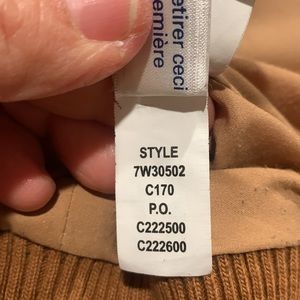 etirer ceci
emière
STYLE
7W30502
C170
P.O.
C222500
C222600